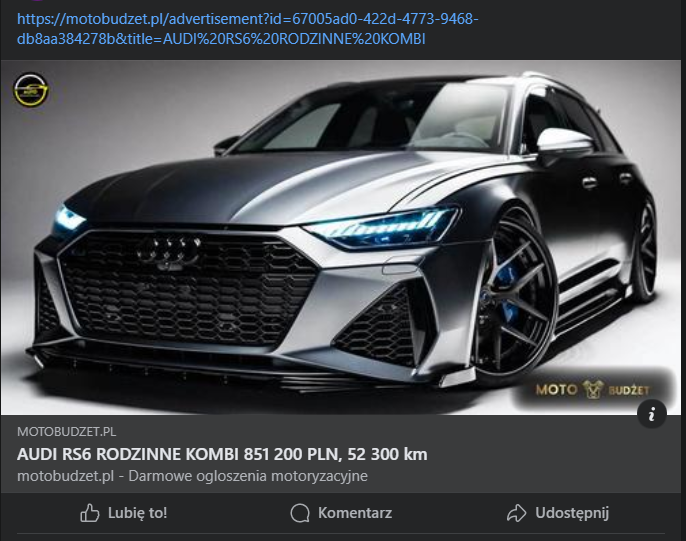 https://motobudzet.pl/advertisement?id=67005ad0-422d-4773-9468-
db8aa384278b&title=AUDI%20RS6%20RODZINNE%20KOMBI
MOTO BUDŻET
MOTOBUDZET.PL
AUDI RS6 RODZINNE KOMBI 851 200 PLN, 52 300 km
motobudzet.pl - Darmowe ogloszenia motoryzacyjne
Lubię to!
Komentarz
Udostępnij